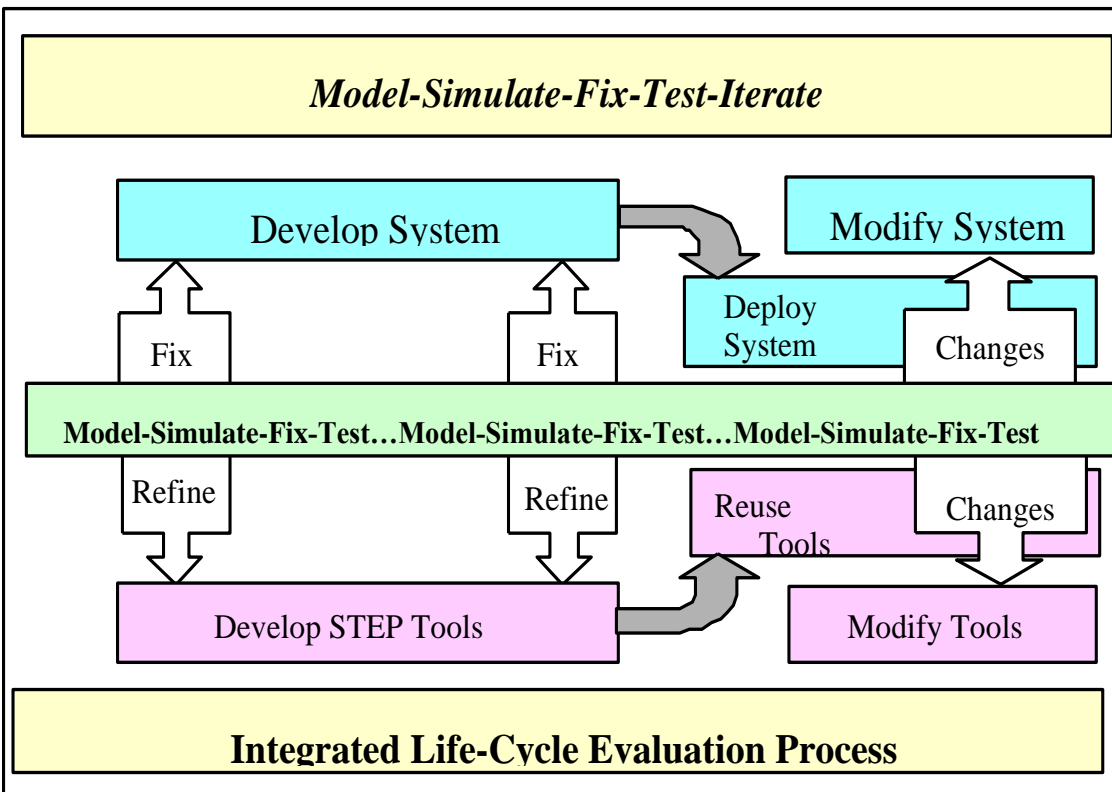 Model-Simulate-Fix-Test-Iterate
Develop System
Modify System
Deploy
System
Fix
Fix
Changes
Model-Simulate-Fix-Test…Model-Simulate-Fix-Test…Model-Simulate-Fix-Test
Refine
Refine
Reuse
Tools
Changes
Develop STEP Tools
Modify Tools
Integrated Life-Cycle Evaluation Process